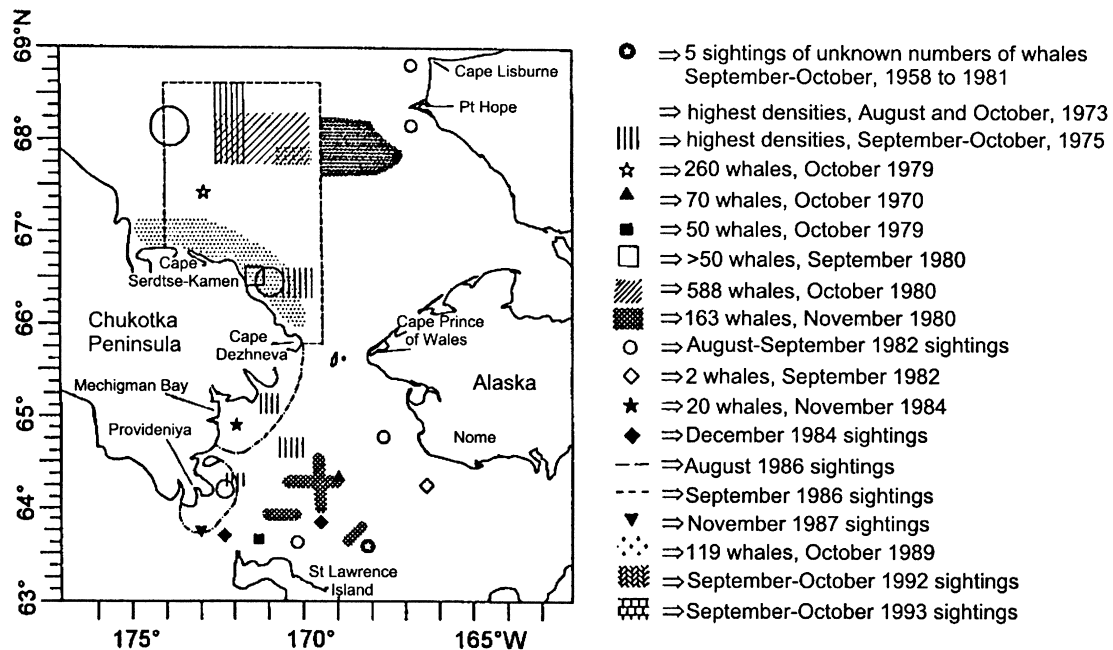 69°N
68°
67°
66°
65°
64°
63°
175°
170°
165°W
Cape Lisburne
Pt Hope
Cape
Serdtse-Kamen
Chukotka
Peninsula
Cape
Dezhneva
Cape Prince
of Wales
Mechigman Bay
Alaska
Provideniya
Nome
St Lawrence
Island
⇒5 sightings of unknown numbers of whales
September-October, 1958 to 1981
⇒ highest densities, August and October, 1973
⇒ highest densities, September-October, 1975
⇒260 whales, October 1979
⇒70 whales, October 1970
⇒50 whales, October 1979
⇒>50 whales, September 1980
⇒588 whales, October 1980
⇒163 whales, November 1980
⇒August-September 1982 sightings
⇒2 whales, September 1982
⇒20 whales, November 1984
⇒December 1984 sightings
⇒August 1986 sightings
⇒September 1986 sightings
⇒November 1987 sightings
⇒119 whales, October 1989
⇒September-October 1992 sightings
⇒September-October 1993 sightings